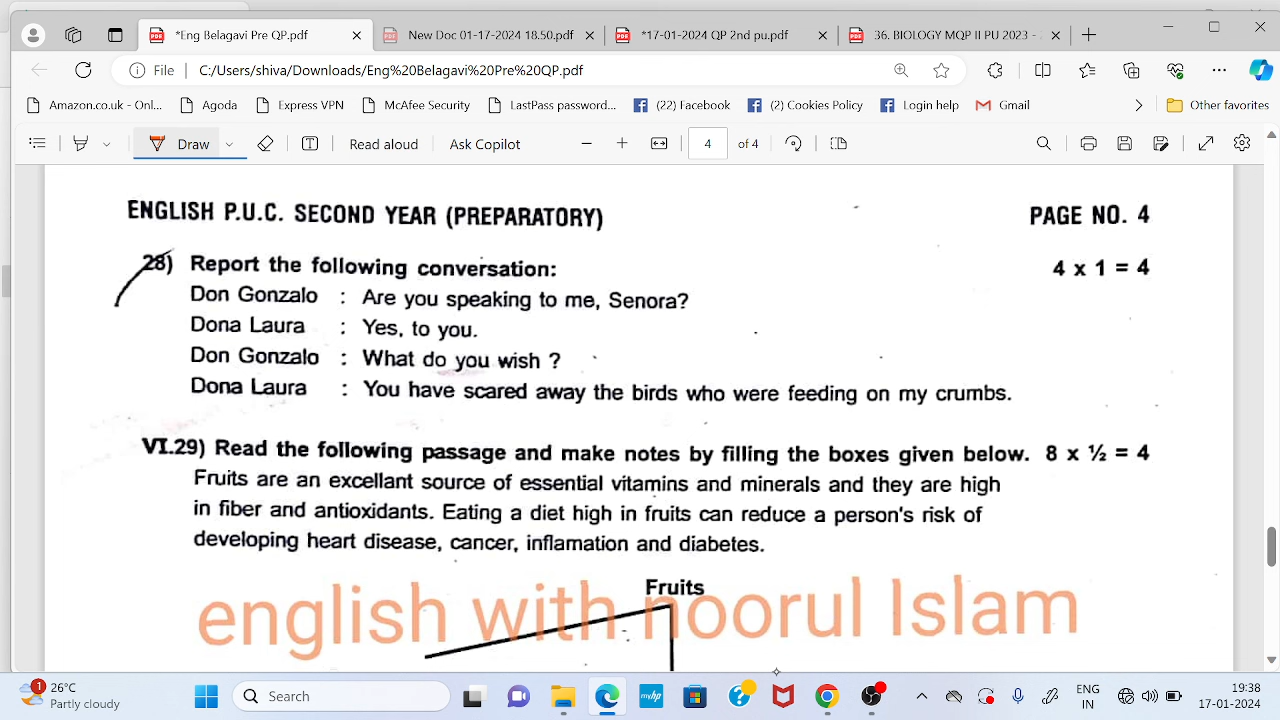 *Eng Belagavi Pre QP.pdf
New Doc 01-17-2024 18.50.pdf
*17-01-2024 QP 2nd pu.pdf
36 BIOLOGY MQP II PU 2023 -
File C:/Users/shiva/Downloads/Eng%20Belagavi%20Pre%20QP.pdf
Amazon.co.uk - Onl... Agoda Express VPN McAfee Security LastPass password... (22) Facebook (2) Cookies Policy Login help Gmail Other favorites
Draw Read aloud Ask Copilot 4 of 4
ENGLISH P.U.C. SECOND YEAR (PREPARATORY) PAGE NO. 4
28) Report the following conversation: 4 x 1 = 4
Don Gonzalo : Are you speaking to me, Senora?
Dona Laura : Yes, to you.
Don Gonzalo : What do you wish ?
Dona Laura : You have scared away the birds who were feeding on my crumbs.
VI.29) Read the following passage and make notes by filling the boxes given below. 8 x ½ = 4
Fruits are an excellant source of essential vitamins and minerals and they are high
in fiber and antioxidants. Eating a diet high in fruits can reduce a person's risk of
developing heart disease, cancer, inflamation and diabetes.
Fruits
english with noorul Islam
1 26°C
Partly cloudy
Search
myhp
ENG
IN
19:38
17-01-2024